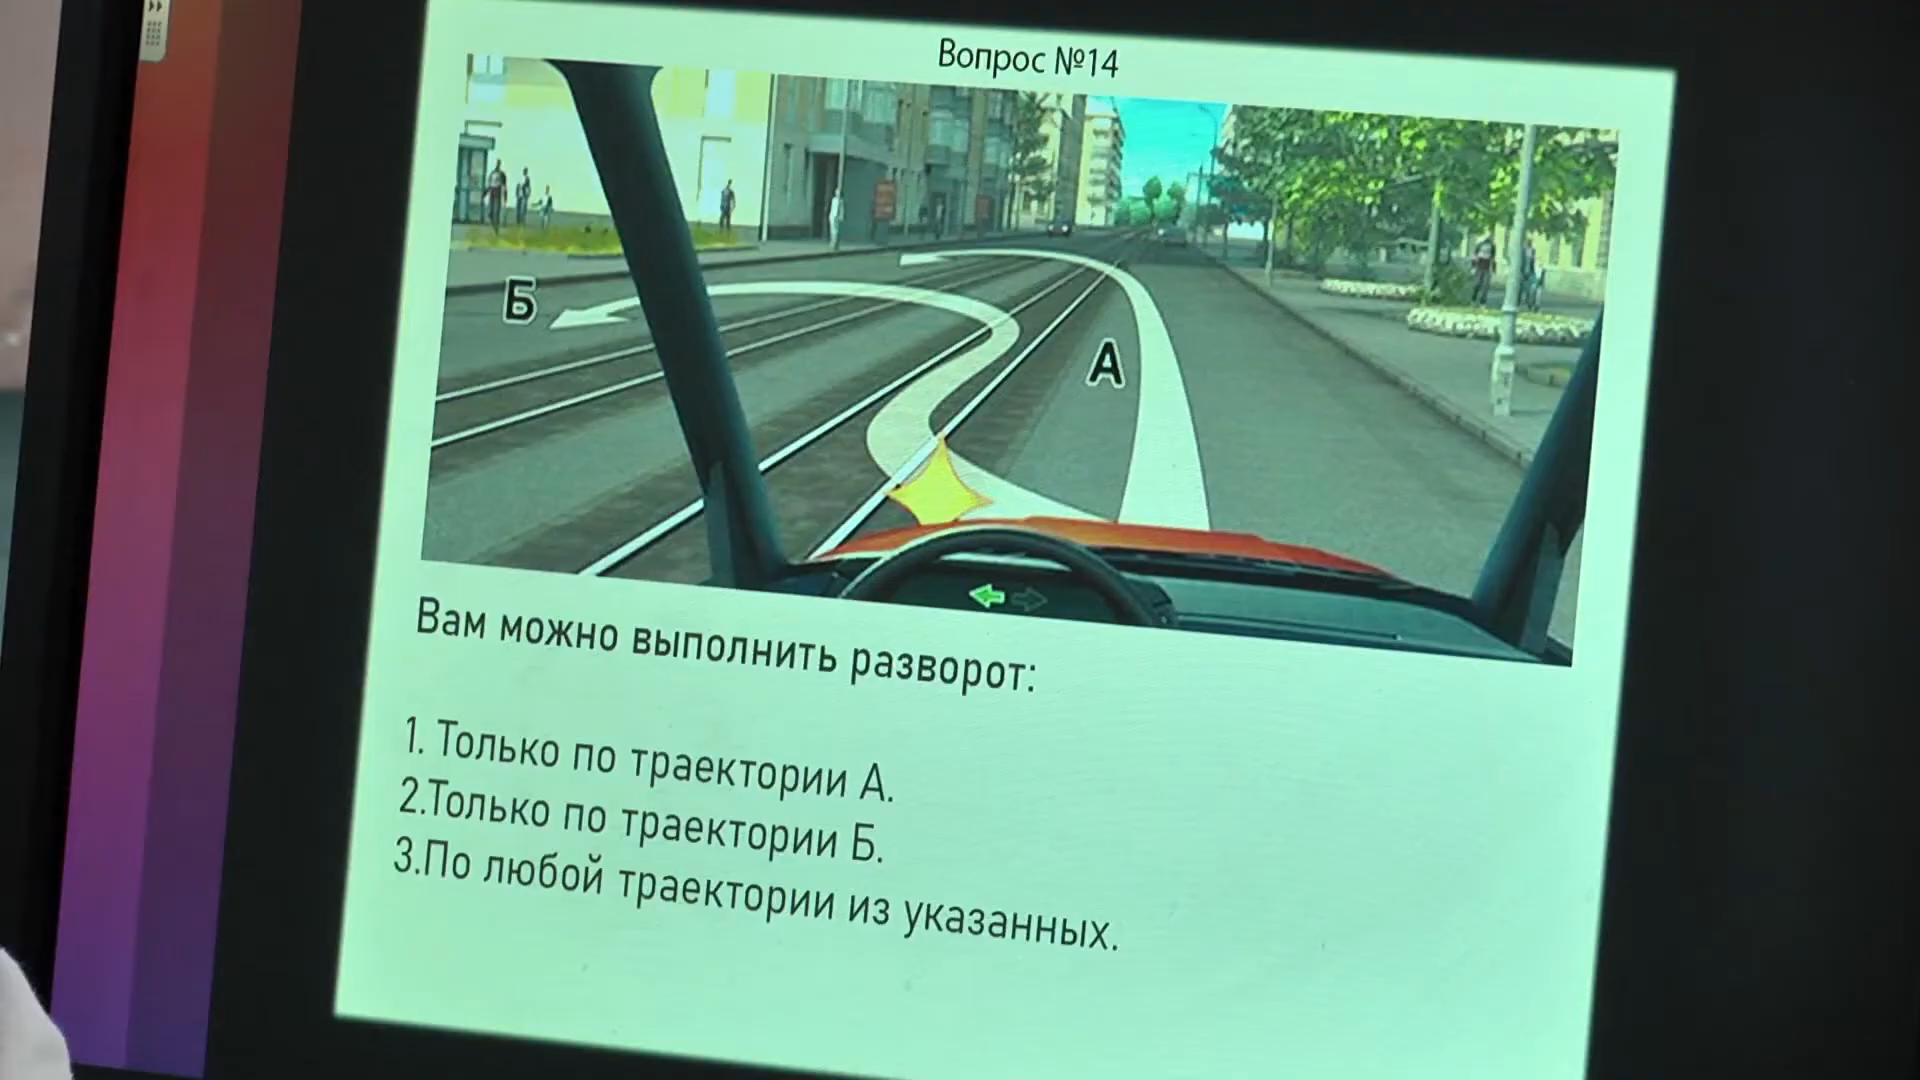 Вопрос №14
Б
А
Вам можно выполнить разворот:
1. Только по траектории А.
2.Только по траектории Б.
3.По любой траектории из указанных.